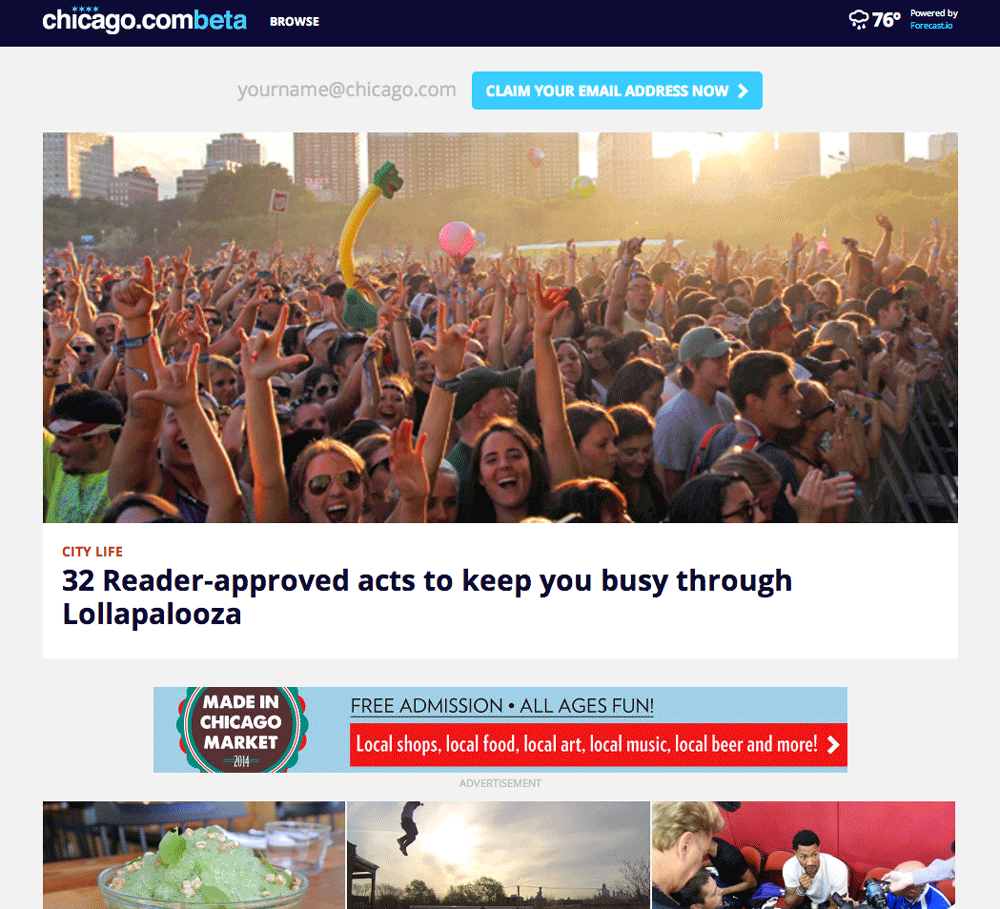 chicago.combeta
BROWSE
76°
Powered by
Forecast.io
yourname@chicago.com
CLAIM YOUR EMAIL ADDRESS NOW
CITY LIFE
32 Reader-approved acts to keep you busy through
Lollapalooza
MADE IN
CHICAGO
MARKET
2014
FREE ADMISSION • ALL AGES FUN!
Local shops, local food, local art, local music, local beer and more!
ADVERTISEMENT